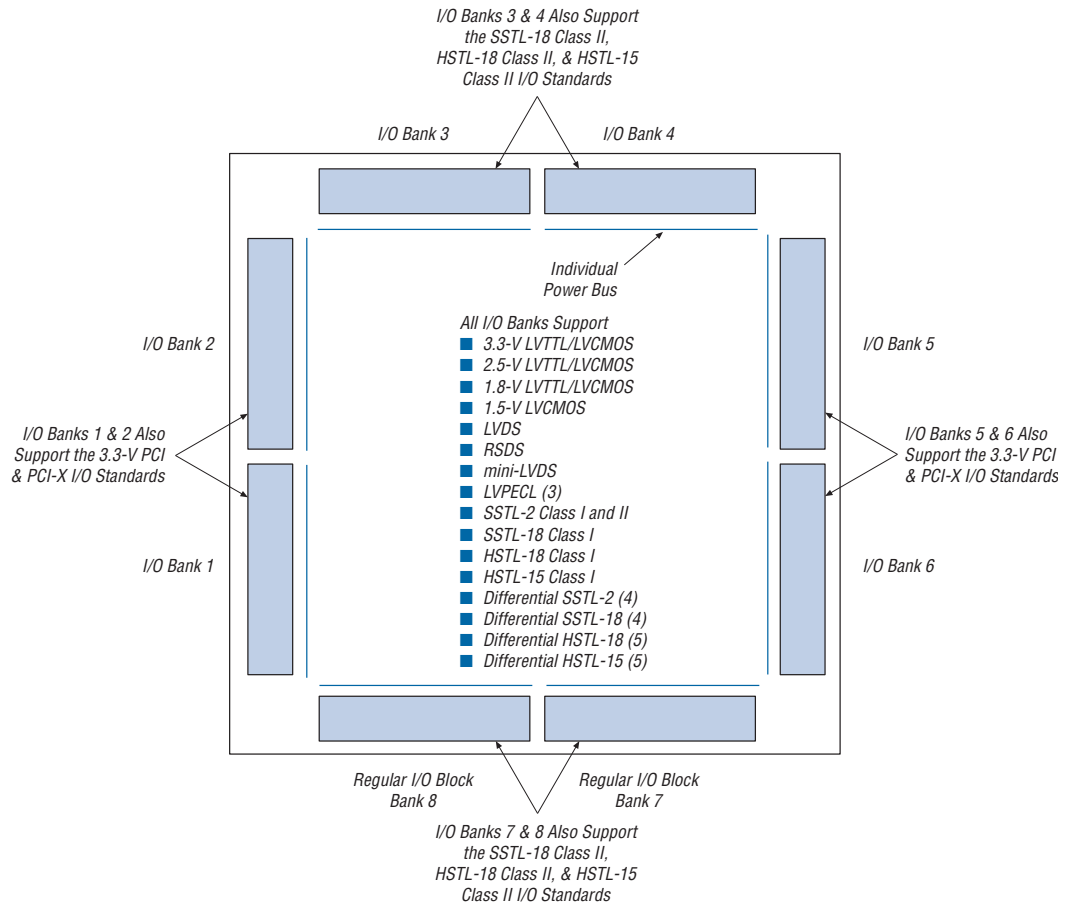 I/O Banks 3 & 4 Also Support
the SSTL-18 Class II,
HSTL-18 Class II, & HSTL-15
Class II I/O Standards
I/O Bank 3
I/O Bank 4
Individual
Power Bus
All I/O Banks Support
■ 3.3-V LVTTL/LVCMOS
■ 2.5-V LVTTL/LVCMOS
■ 1.8-V LVTTL/LVCMOS
■ 1.5-V LVCMOS
■ LVDS
■ RSDS
■ mini-LVDS
■ LVPECL (3)
■ SSTL-2 Class I and II
■ SSTL-18 Class I
■ HSTL-18 Class I
■ HSTL-15 Class I
■ Differential SSTL-2 (4)
■ Differential SSTL-18 (4)
■ Differential HSTL-18 (5)
■ Differential HSTL-15 (5)
I/O Bank 2
I/O Banks 1 & 2 Also
Support the 3.3-V PCI
& PCI-X I/O Standards
I/O Bank 1
I/O Bank 5
I/O Banks 5 & 6 Also
Support the 3.3-V PCI
& PCI-X I/O Standards
I/O Bank 6
Regular I/O Block
Bank 8
Regular I/O Block
Bank 7
I/O Banks 7 & 8 Also Support
the SSTL-18 Class II,
HSTL-18 Class II, & HSTL-15
Class II I/O Standards